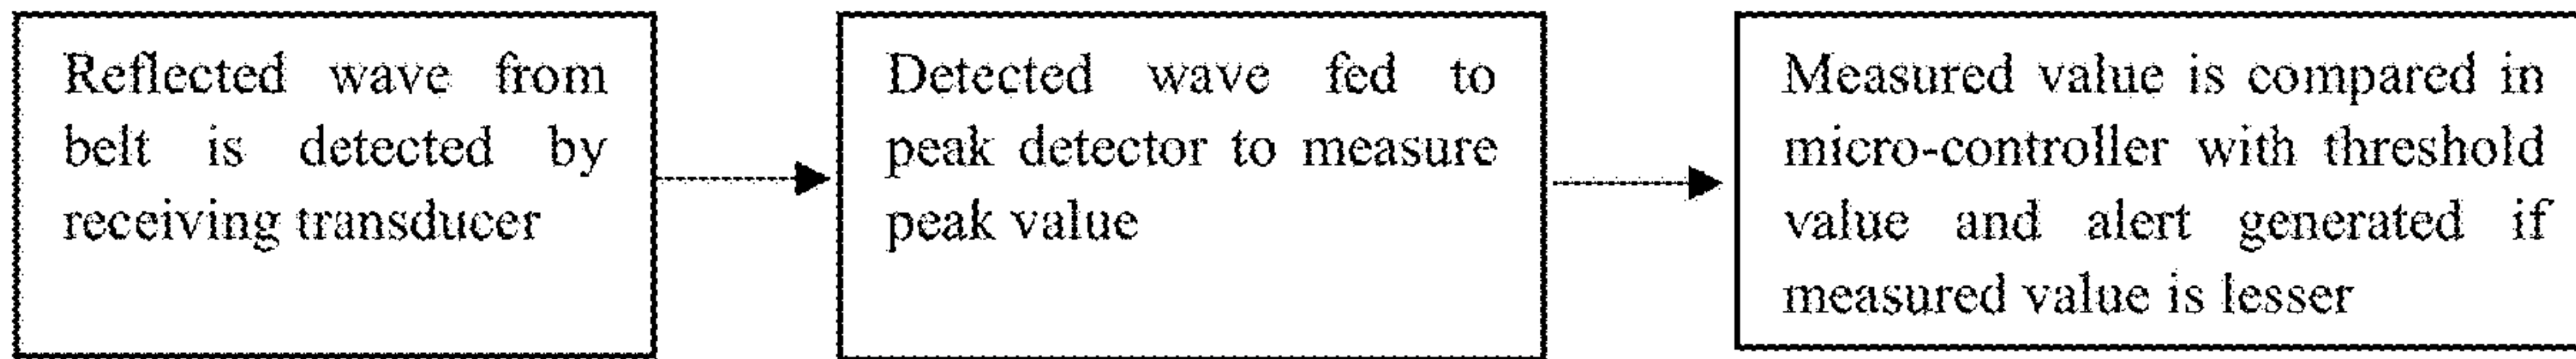 Reflected wave from
belt is detected by
receiving transducer
Detected wave fed to
peak detector to measure
peak value
Measured value is compared in
micro-controller with threshold
value and alert generated if
measured value is lesser